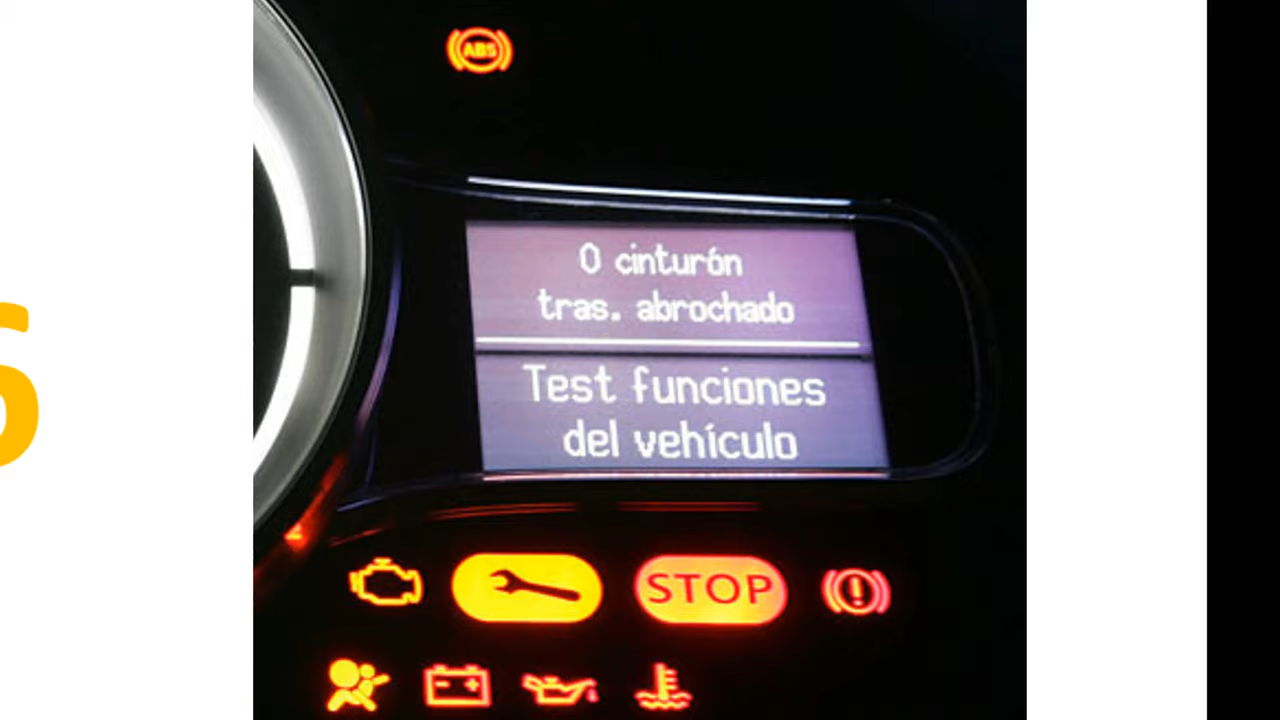 ABS
0 cinturón
tras. abrochado
Test funciones
del vehículo
STOP